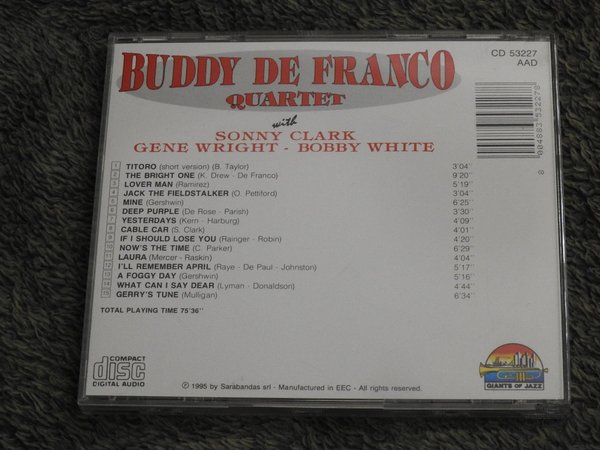 CD 53227
AAD
BUDDY DE FRANCO
QUARTET
with
SONNY CLARK
GENE WRIGHT - BOBBY WHITE
1 TITORO (short version) (B. Taylor) 3'04"
2 THE BRIGHT ONE (K. Drew - De Franco) 9'20"
3 LOVER MAN (Ramirez) 5'19"
4 JACK THE FIELDSTALKER (O. Pettiford) 3'04"
5 MINE (Gershwin) 6'25"
6 DEEP PURPLE (De Rose - Parish) 3'30"
7 YESTERDAYS (Kern - Harburg) 4'09"
8 CABLE CAR (S. Clark) 4'01"
9 IF I SHOULD LOSE YOU (Rainger - Robin) 4'20"
10 NOW'S THE TIME (C. Parker) 6'29"
11 LAURA (Mercer - Raskin) 4'04"
12 I'LL REMEMBER APRIL (Raye - De Paul - Johnston) 5'17"
13 A FOGGY DAY (Gershwin) 5'16"
14 WHAT CAN I SAY DEAR (Lyman - Donaldson) 4'44"
15 GERRY'S TUNE (Mulligan) 6'34"
TOTAL PLAYING TIME 75'36"
8 004883 532278
COMPACT
disc
DIGITAL AUDIO
℗ 1995 by Sarabandas srl - Manufactured in EEC - All rights reserved.
GIANTS OF JAZZ